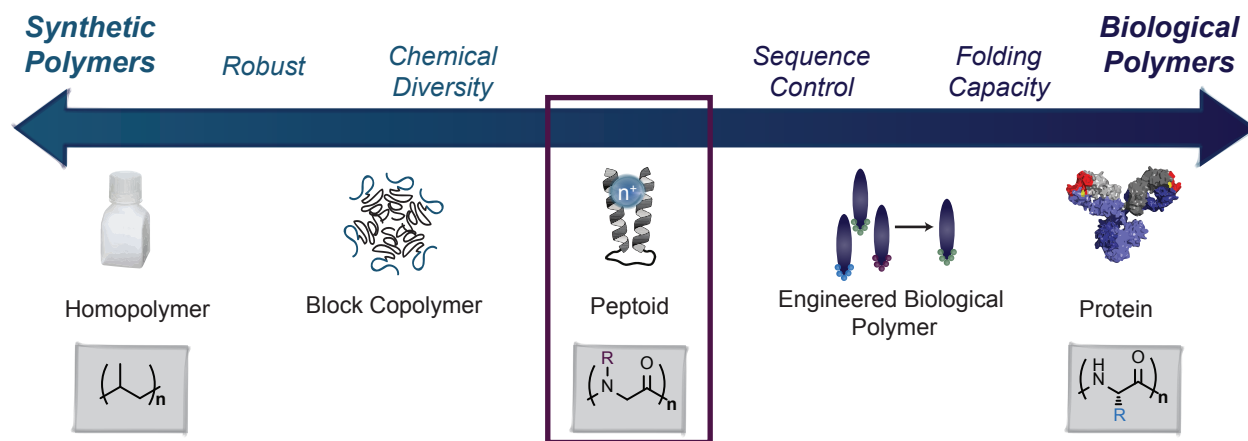 Synthetic
Polymers
Robust
Chemical
Diversity
Sequence
Control
Folding
Capacity
Biological
Polymers
n⁺
Homopolymer
Block Copolymer
Peptoid
Engineered Biological
Polymer
Protein
n
R
N
O
n
H
N
O
R
n